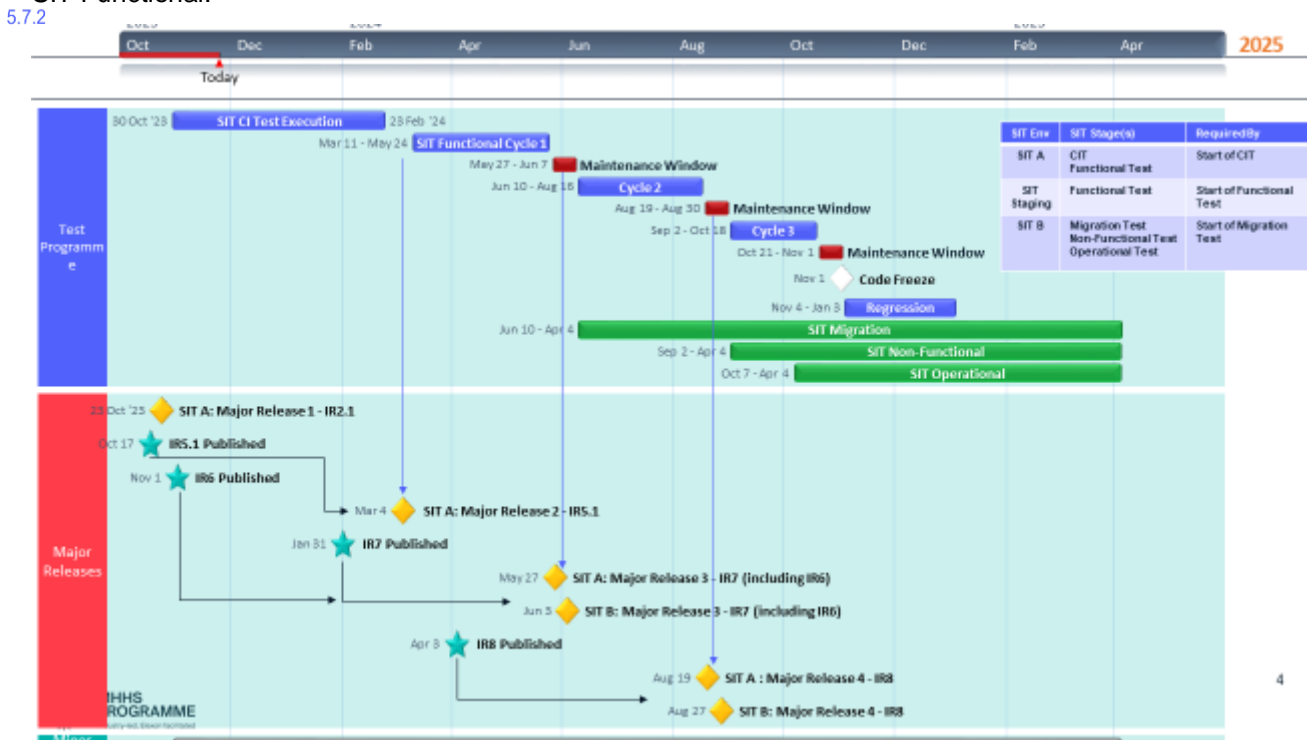 5.7.2
Oct Dec Feb Apr Jun Aug Oct Dec Feb Apr 2025
Today
30 Oct '23 SIT CI Test Execution 23 Feb '24
Mar 11 - May 24 SIT Functional Cycle 1
May 27 - Jun 7 Maintenance Window
Jun 10 - Aug 16 Cycle 2
Aug 19 - Aug 30 Maintenance Window
Sep 2 - Oct 18 Cycle 3
Oct 21 - Nov 1 Maintenance Window
Nov 1 Code Freeze
Nov 4 - Jan 3 Regression
Jun 10 - Apr 4 SIT Migration
Sep 2 - Apr 4 SIT Non-Functional
Oct 7 - Apr 4 SIT Operational
Test
Programm
e
SIT Env SIT Stage(s) Required By
SIT A CIT Start of CIT
Functional Test
SIT Functional Test Start of Functional
Staging Test
SIT B Migration Test Start of Migration
Non-Functional Test Test
Operational Test
23 Oct '23 SIT A: Major Release 1 - IR2.1
Oct 17 IR5.1 Published
Nov 1 IR6 Published
Mar 4 SIT A: Major Release 2 - IR5.1
Jan 31 IR7 Published
Major
Releases
May 27 SIT A: Major Release 3 - IR7 (including IR6)
Jun 3 SIT B: Major Release 3 - IR7 (including IR6)
Apr 3 IR8 Published
Aug 19 SIT A : Major Release 4 - IR8
Aug 27 SIT B: Major Release 4 - IR8
4
MHHS
PROGRAMME